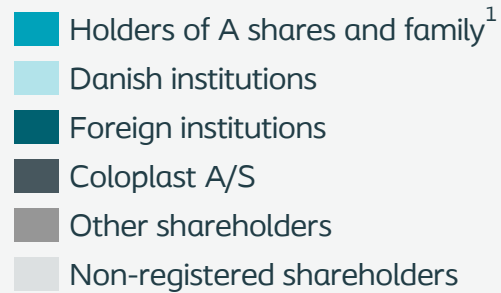 Holders of A shares and family¹
Danish institutions
Foreign institutions
Coloplast A/S
Other shareholders
Non-registered shareholders